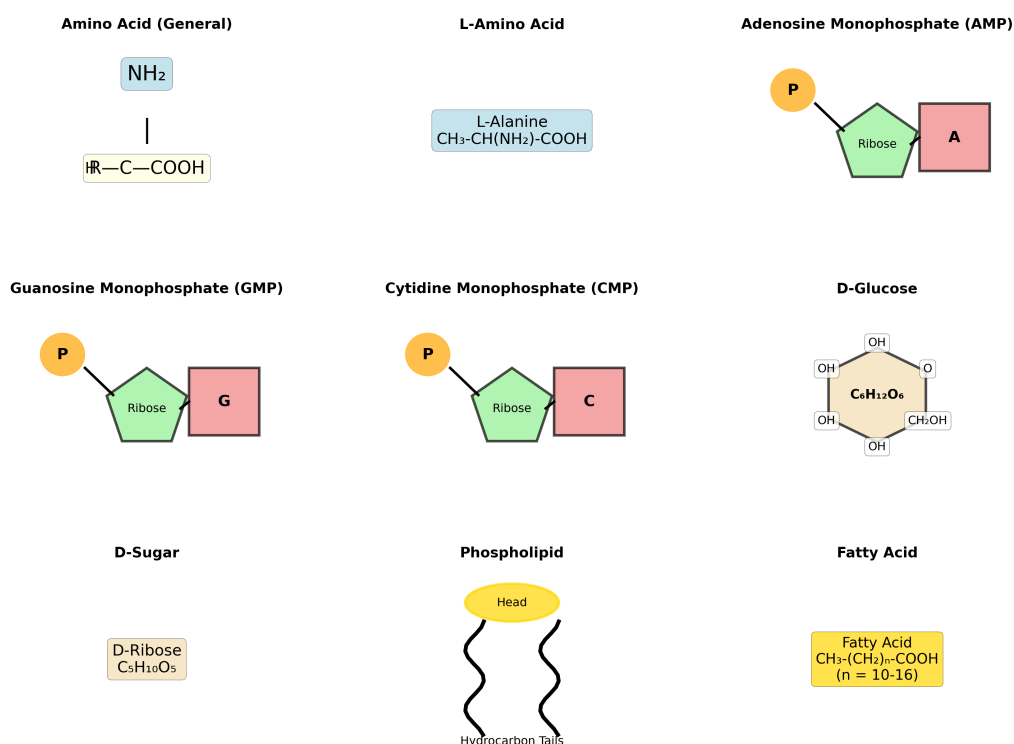 Amino Acid (General)
NH₂
|
HR—C—COOH
L-Amino Acid
L-Alanine
CH₃-CH(NH₂)-COOH
Adenosine Monophosphate (AMP)
P
Ribose
A
Guanosine Monophosphate (GMP)
P
Ribose
G
Cytidine Monophosphate (CMP)
P
Ribose
C
D-Glucose
OH
OH
O
C₆H₁₂O₆
OH
CH₂OH
OH
D-Sugar
D-Ribose
C₅H₁₀O₅
Phospholipid
Head
Hydrocarbon Tails
Fatty Acid
Fatty Acid
CH₃-(CH₂)ₙ-COOH
(n = 10-16)